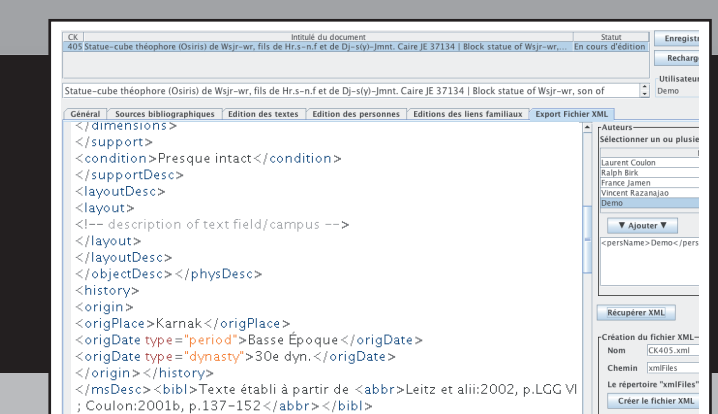 CK Intitulé du document Statut
405 Statue-cube théophore (Osiris) de Wsjr-wr, fils de Hr.s-n.f et de Dj-s(y)-Jmnt. Caire JE 37134 | Block statue of Wsjr-wr,... En cours d'édition
Enregistr
Recharg
Utilisateur
Statue-cube théophore (Osiris) de Wsjr-wr, fils de Hr.s-n.f et de Dj-s(y)-Jmnt. Caire JE 37134 | Block statue of Wsjr-wr, son of
Demo
Général Sources bibliographiques Edition des textes Edition des personnes Editions des liens familiaux Export Fichier XML
</dimensions>
</support>
<condition>Presque intact</condition>
</supportDesc>
<layoutDesc>
<layout>
<!-- description of text field/campus -->
</layout>
</layoutDesc>
</objectDesc></physDesc>
<history>
<origin>
<origPlace>Karnak</origPlace>
<origDate type="period">Basse Époque</origDate>
<origDate type="dynasty">30e dyn.</origDate>
</origin></history>
</msDesc><bibl>Texte établi à partir de <abbr>Leitz et alii:2002, p.LGG VI
; Coulon:2001b, p.137-152</abbr></bibl>
Auteurs
Sélectionner un ou plusie
Laurent Coulon
Ralph Birk
France Jamen
Vincent Razanajao
Demo
▼ Ajouter ▼
<persName>Demo</pers
Récupérer XML
Création du fichier XML
Nom CK405.xml
Chemin xmlFiles
Le répertoire "xmlFiles"
Créer le fichier XML